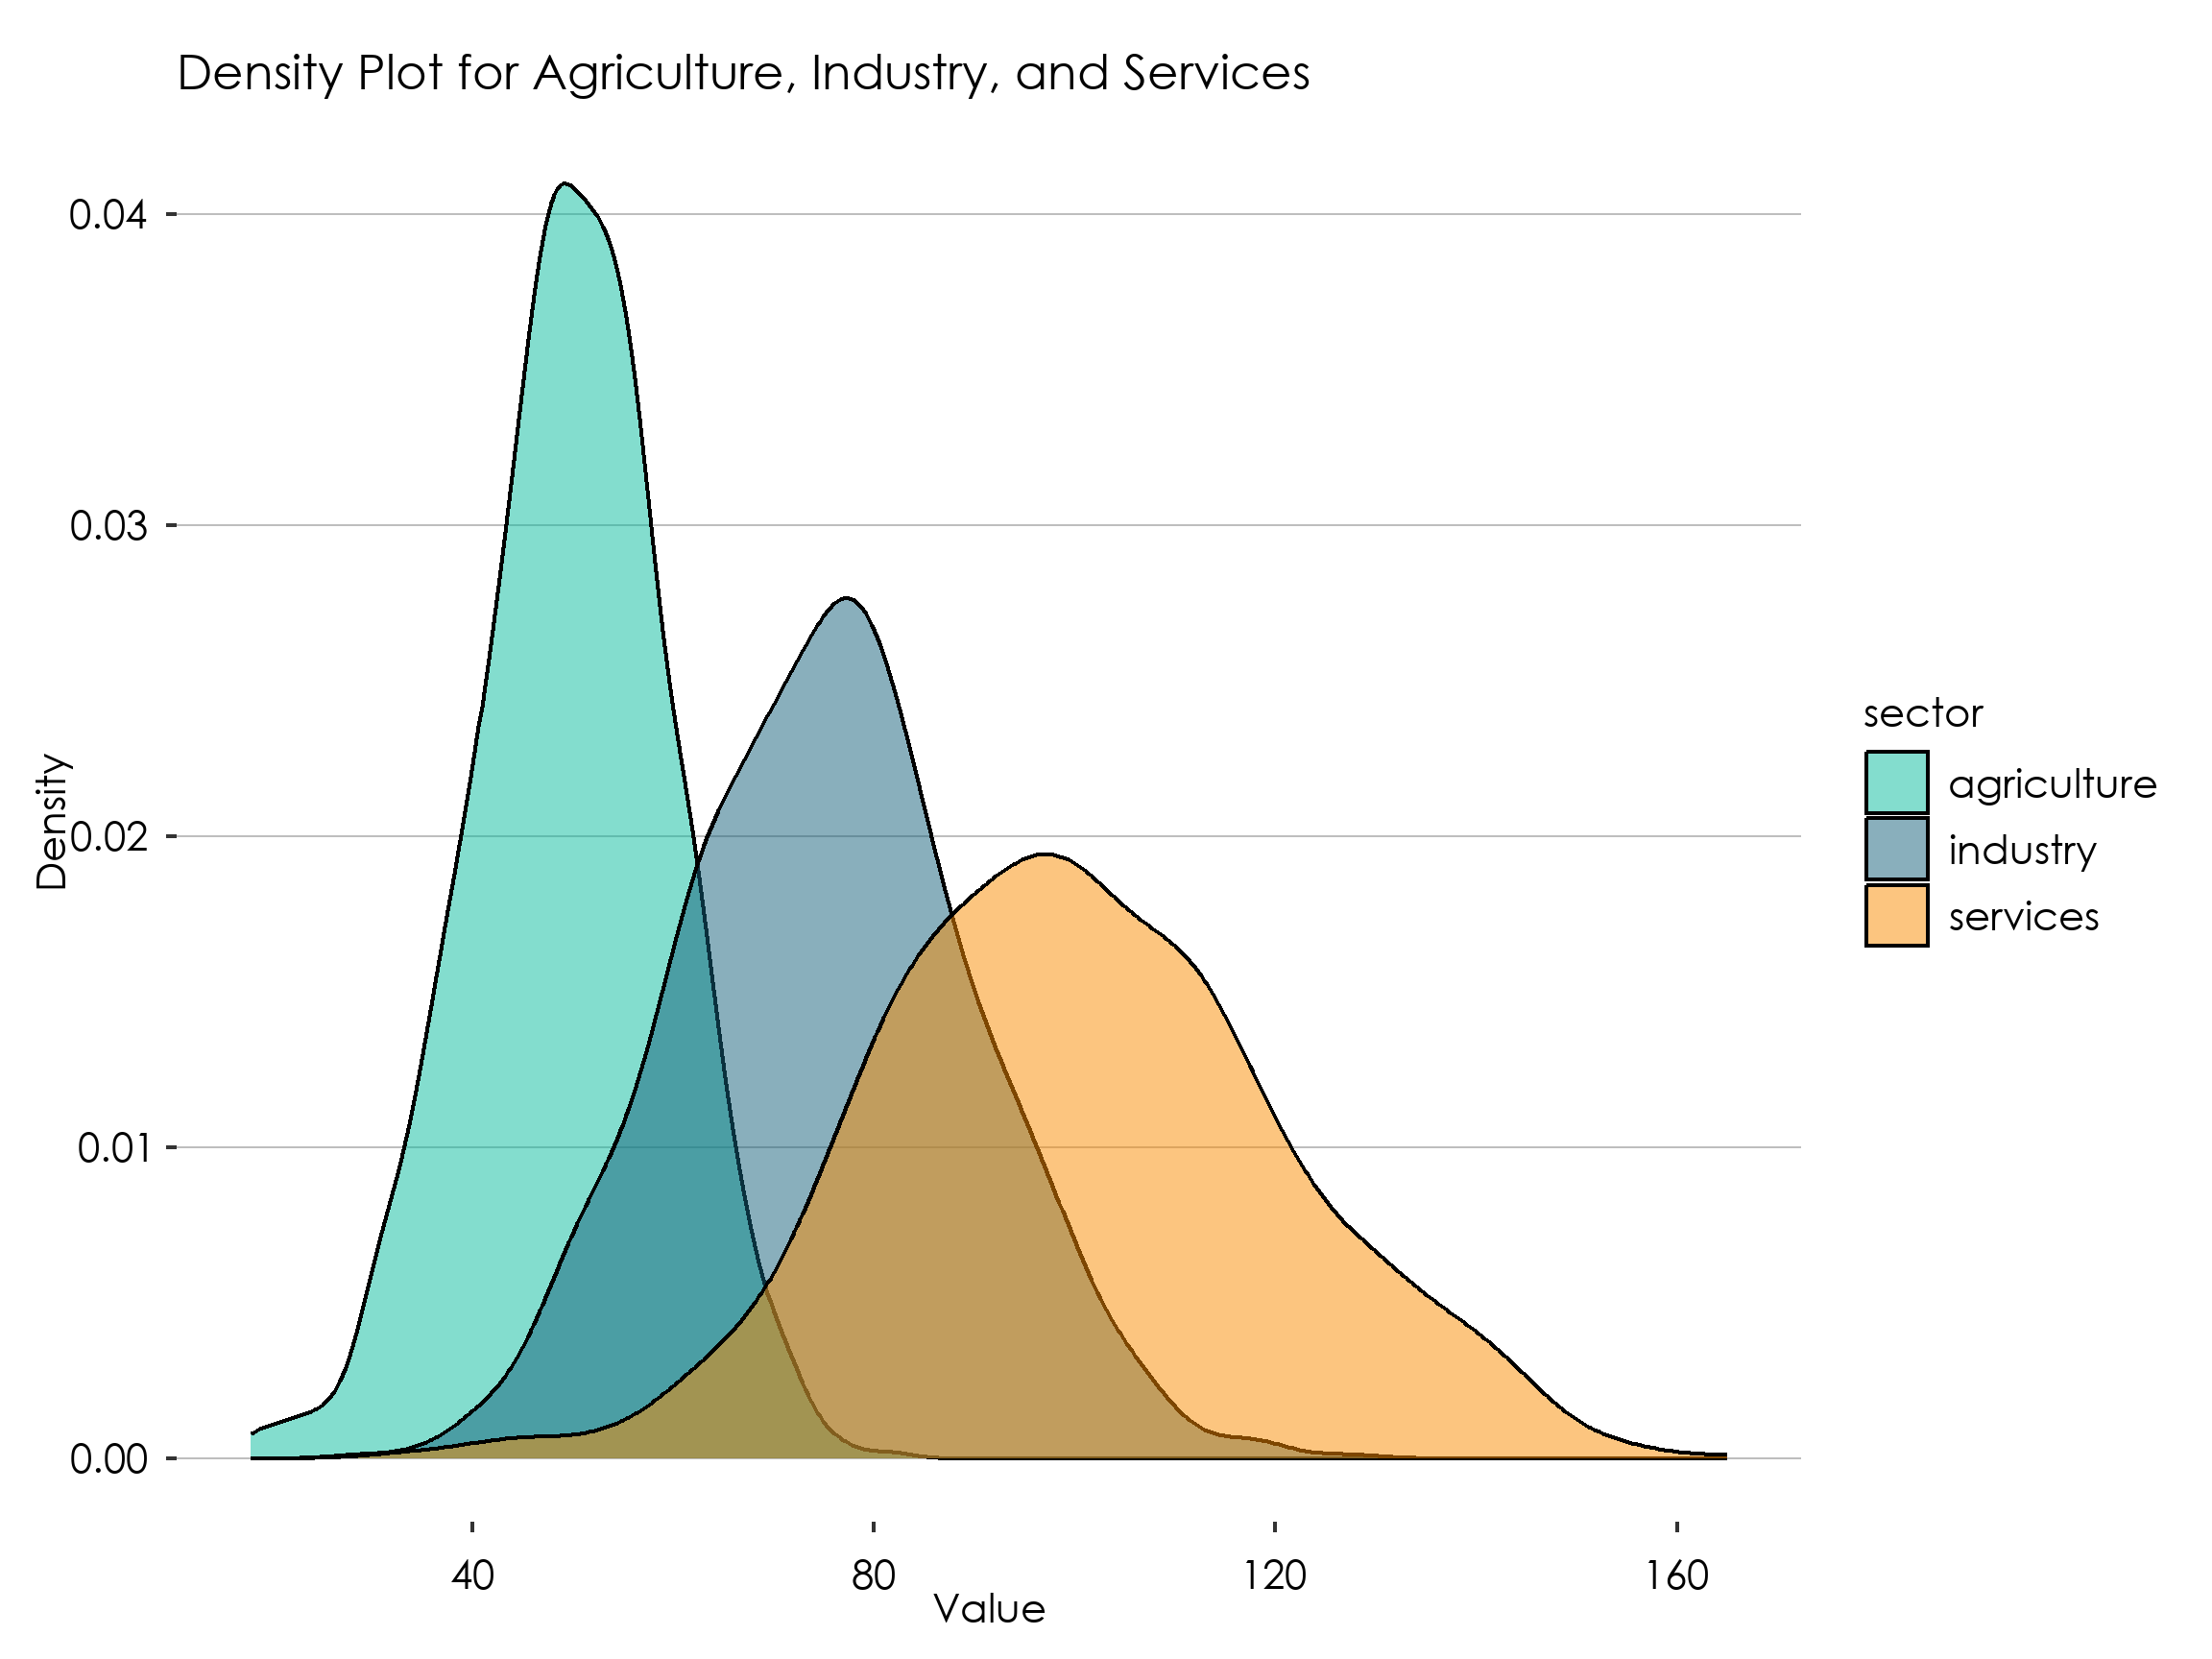 Density Plot for Agriculture, Industry, and Services
0.04
0.03
0.02
0.01
0.00
Density
40
80
120
160
Value
sector
agriculture
industry
services